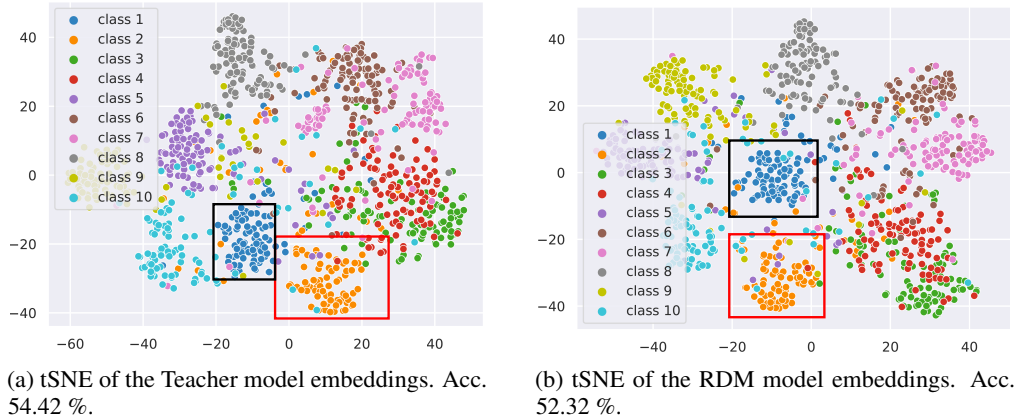 class 1
class 2
class 3
class 4
class 5
class 6
class 7
class 8
class 9
class 10
40
20
0
−20
−40
−60 −40 −20 0 20 40
(a) tSNE of the Teacher model embeddings. Acc.
54.42 %.
40
20
0
−20
−40
class 1
class 2
class 3
class 4
class 5
class 6
class 7
class 8
class 9
class 10
−40 −20 0 20 40
(b) tSNE of the RDM model embeddings. Acc.
52.32 %.